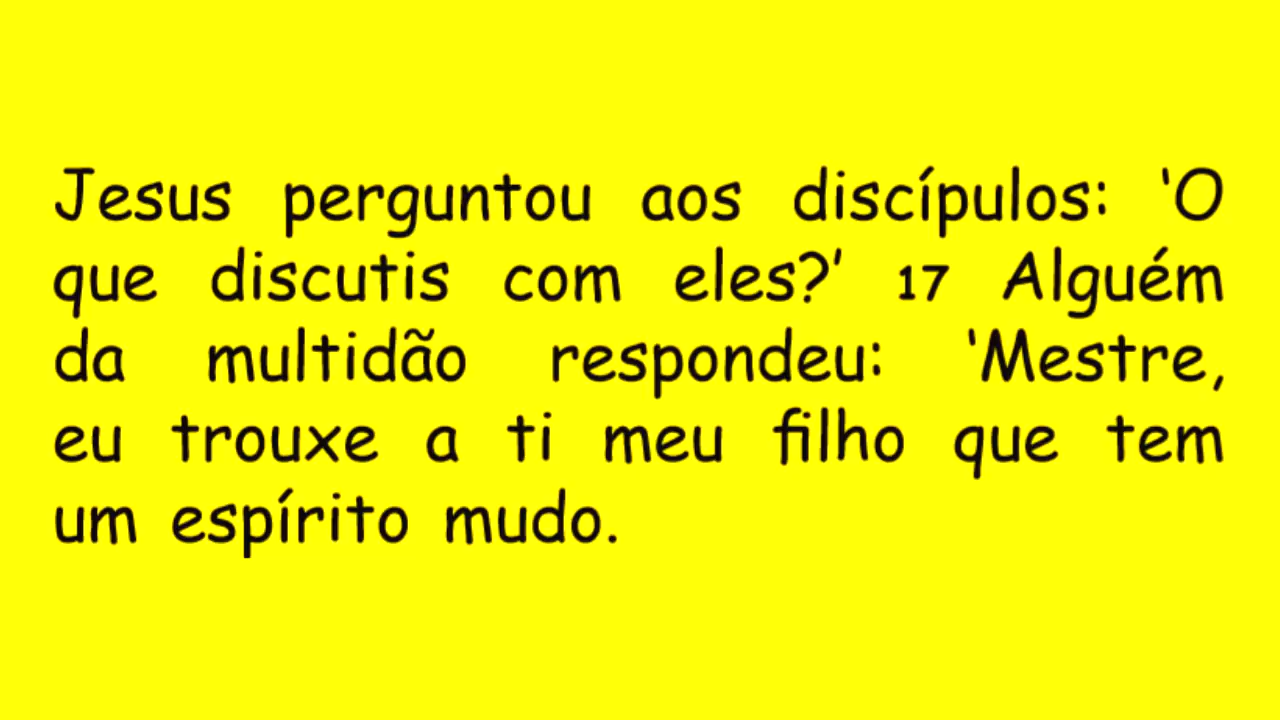 Jesus perguntou aos discípulos: ‘O
que discutis com eles?’ 17 Alguém
da multidão respondeu: ‘Mestre,
eu trouxe a ti meu filho que tem
um espírito mudo.